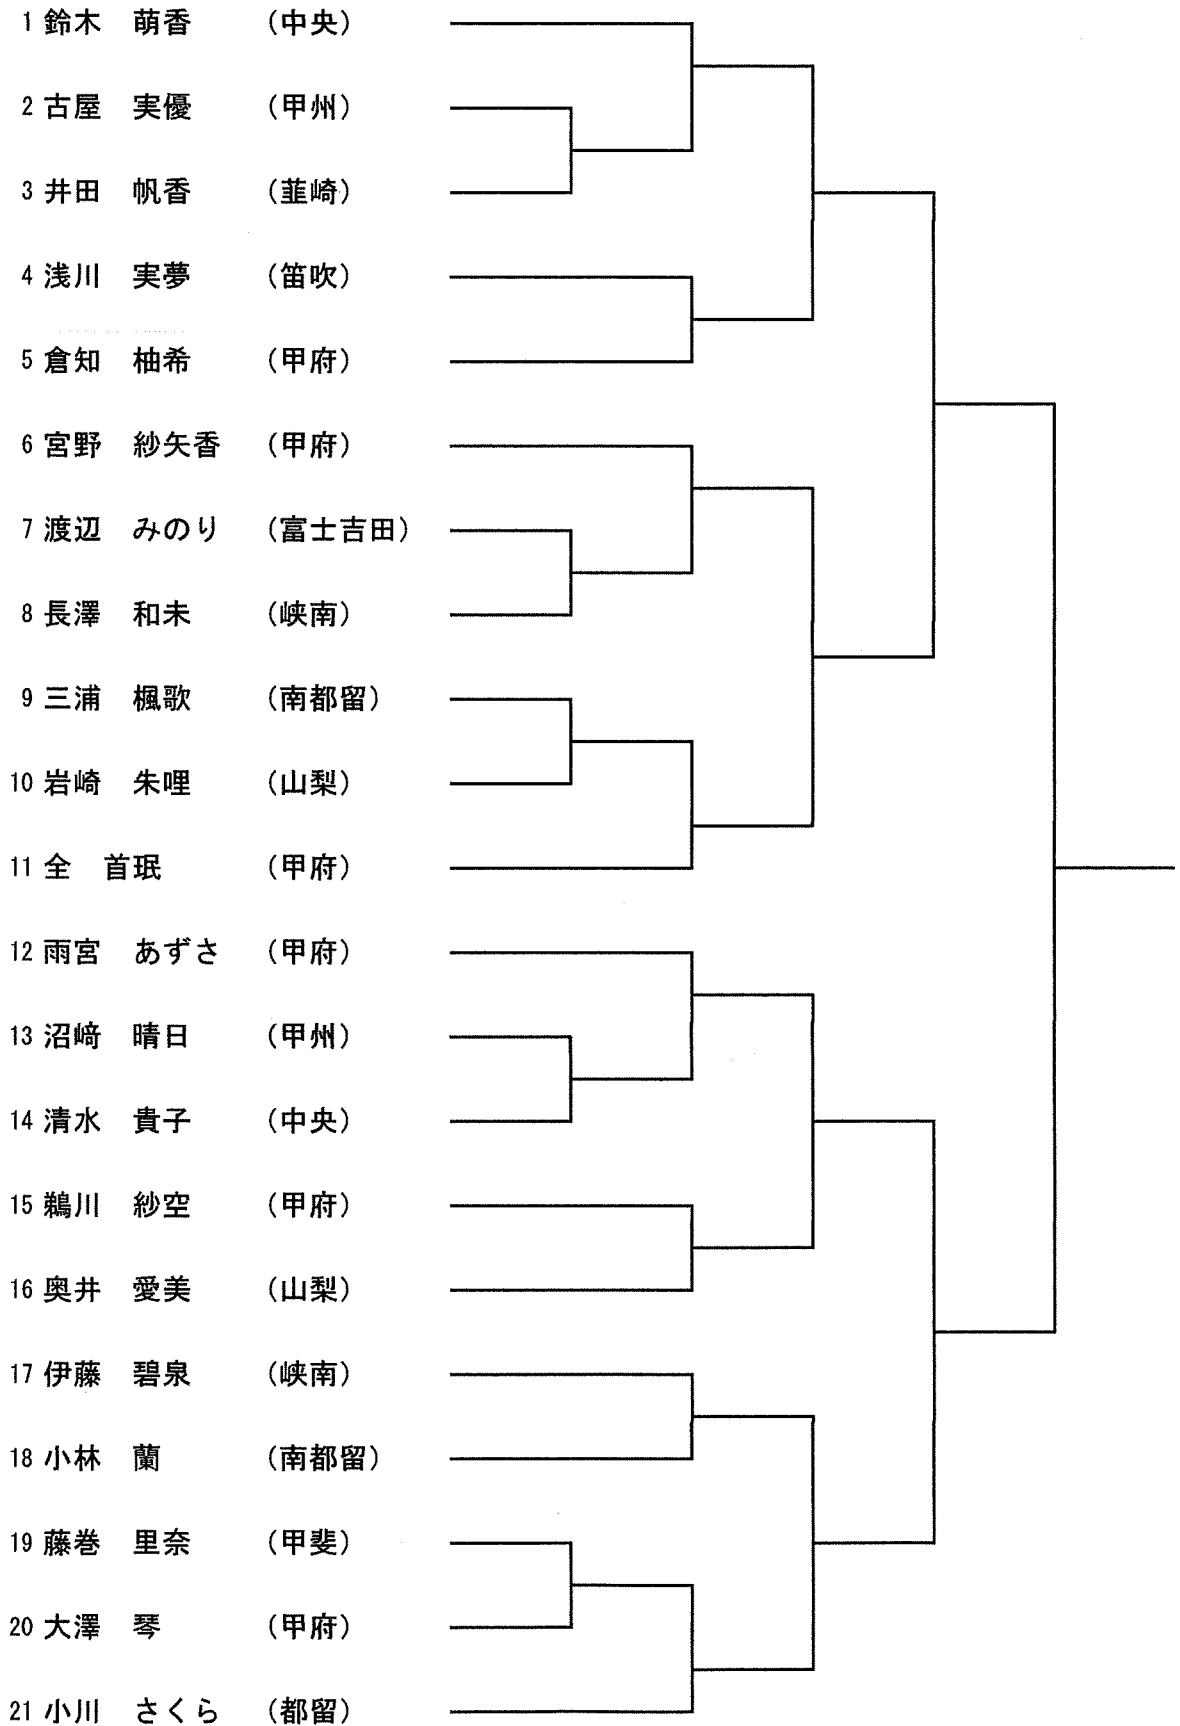 1 鈴木　萌香　（中央）
2 古屋　実優　（甲州）
3 井田　帆香　（韮崎）
4 浅川　実夢　（笛吹）
5 倉知　柚希　（甲府）
6 宮野　紗矢香　（甲府）
7 渡辺　みのり　（富士吉田）
8 長澤　和未　（峡南）
9 三浦　楓歌　（南都留）
10 岩崎　朱哩　（山梨）
11 全　首珉　（甲府）
12 雨宮　あずさ　（甲府）
13 沼﨑　晴日　（甲州）
14 清水　貴子　（中央）
15 鵜川　紗空　（甲府）
16 奥井　愛美　（山梨）
17 伊藤　碧泉　（峡南）
18 小林　蘭　（南都留）
19 藤巻　里奈　（甲斐）
20 大澤　琴　（甲府）
21 小川　さくら　（都留）